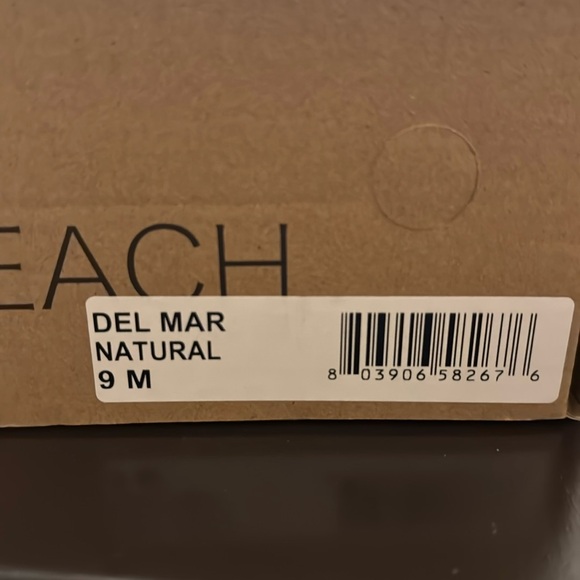 EACH
DEL MAR
NATURAL
9 M
8 03906 58267 6